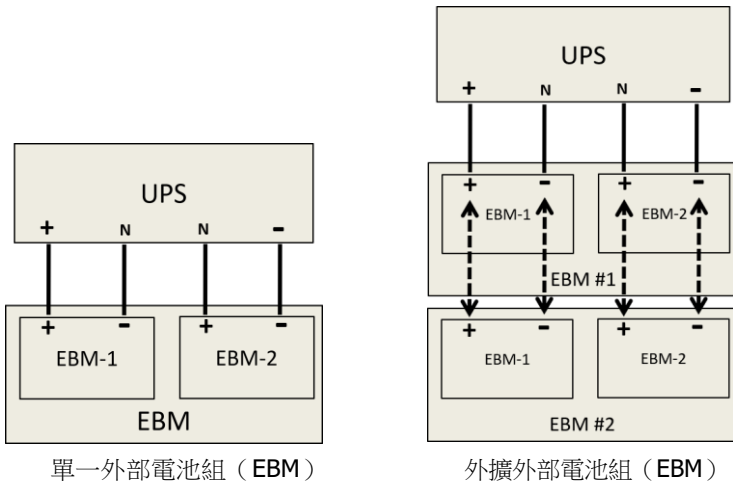 UPS
+ N N -
+ - + -
EBM-1 EBM-2
EBM
單一外部電池組（EBM）
UPS
+ N N -
+ - + -
EBM-1 EBM-2
EBM #1
+ - + -
EBM-1 EBM-2
EBM #2
外擴外部電池組（EBM）